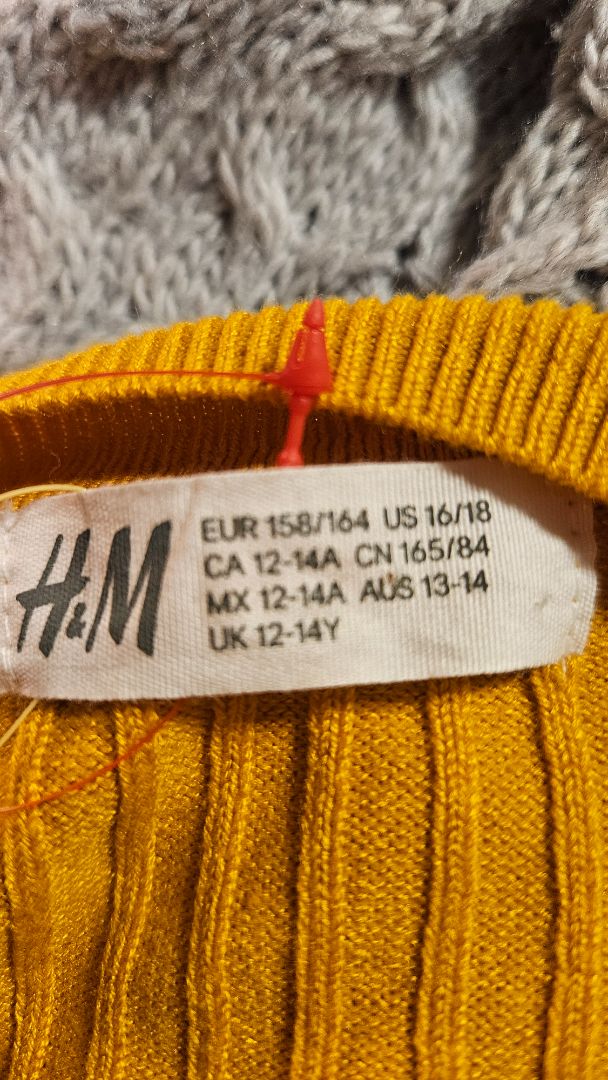 H&M
EUR 158/164 US 16/18
CA 12-14A CN 165/84
MX 12-14A AUS 13-14
UK 12-14Y